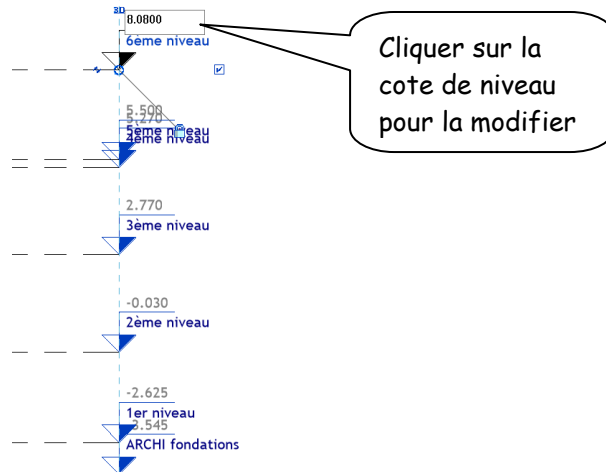 3D
8.0800
6ème niveau
Cliquer sur la
cote de niveau
pour la modifier
5.500
5.270
5ème niveau
4ème niveau
2.770
3ème niveau
-0.030
2ème niveau
-2.625
1er niveau
-3.545
ARCHI fondations